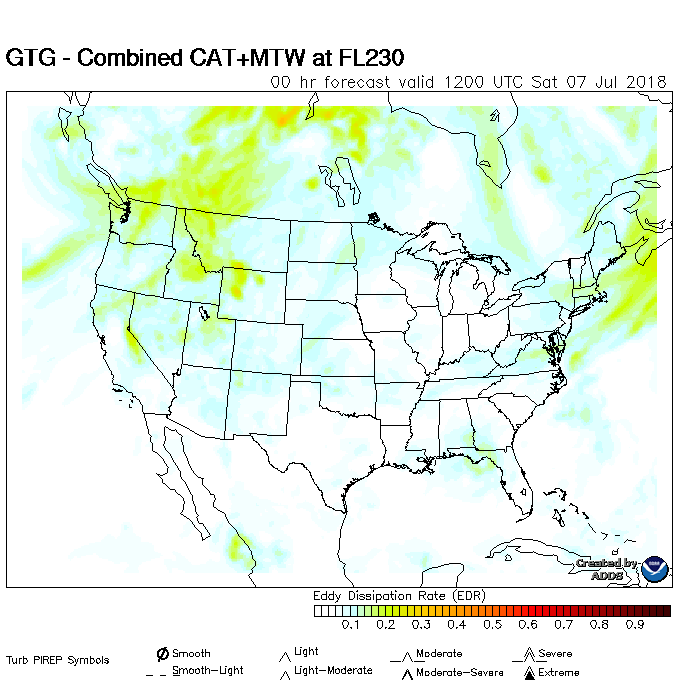 GTG - Combined CAT+MTW at FL230
00 hr forecast valid 1200 UTC Sat 07 Jul 2018
Created by
ADDS
Eddy Dissipation Rate (EDR)
0.1 0.2 0.3 0.4 0.5 0.6 0.7 0.8 0.9
Turb PIREP Symbols
Smooth Light Moderate Severe
Smooth-Light Light-Moderate Moderate-Severe Extreme